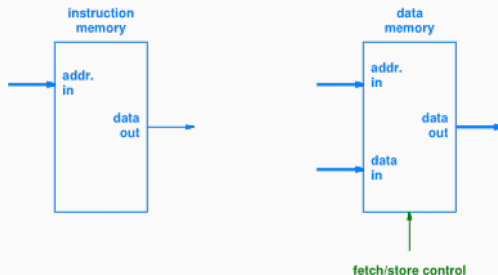 instruction
memory
addr.
in
data
out
data
memory
addr.
in
data
out
data
in
fetch/store control